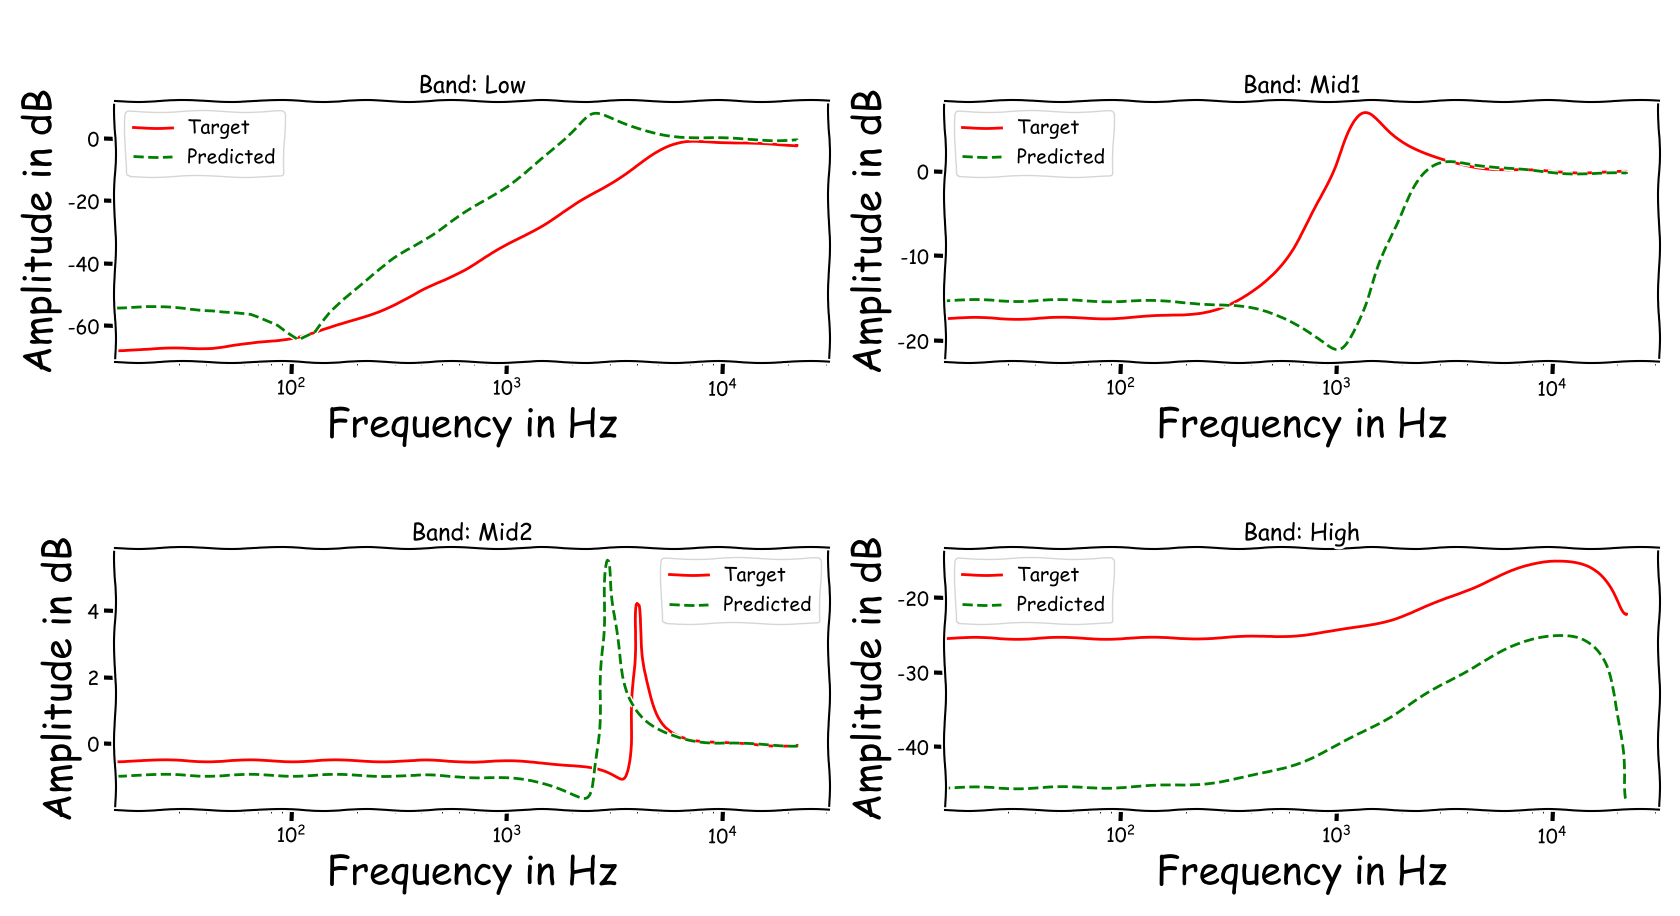 Band: Low
Amplitude in dB
0
-20
-40
-60
Target
Predicted
10²
10³
10⁴
Frequency in Hz
Band: Mid1
Amplitude in dB
0
-10
-20
Target
Predicted
10²
10³
10⁴
Frequency in Hz
Band: Mid2
Amplitude in dB
4
2
0
Target
Predicted
10²
10³
10⁴
Frequency in Hz
Band: High
Amplitude in dB
-20
-30
-40
Target
Predicted
10²
10³
10⁴
Frequency in Hz